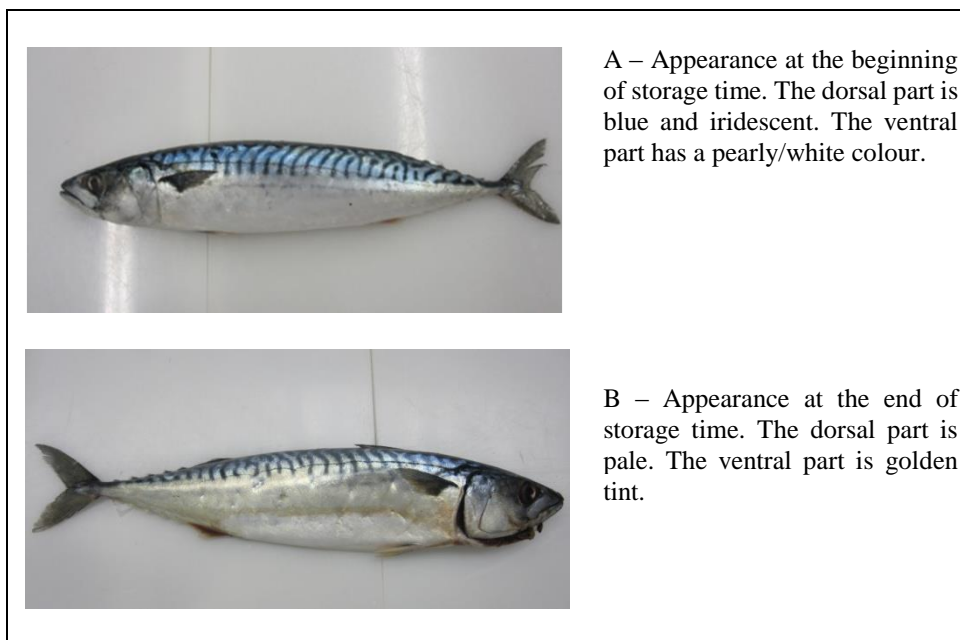 A – Appearance at the beginning
of storage time. The dorsal part is
blue and iridescent. The ventral
part has a pearly/white colour.
B – Appearance at the end of
storage time. The dorsal part is
pale. The ventral part is golden
tint.